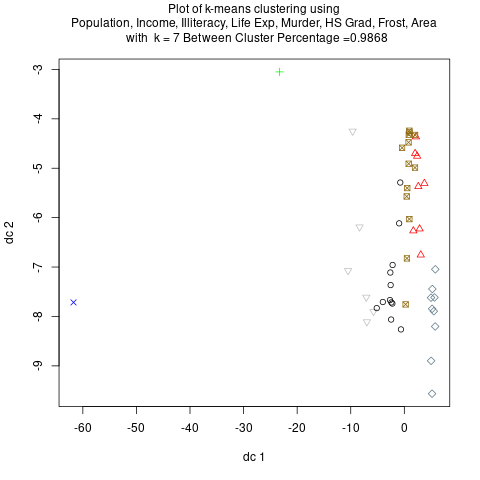 Plot of k-means clustering using
Population, Income, Illiteracy, Life Exp, Murder, HS Grad, Frost, Area
with  k = 7 Between Cluster Percentage =0.9868
-3
-4
-5
-6
-7
-8
-9
dc 2
-60
-50
-40
-30
-20
-10
0
dc 1